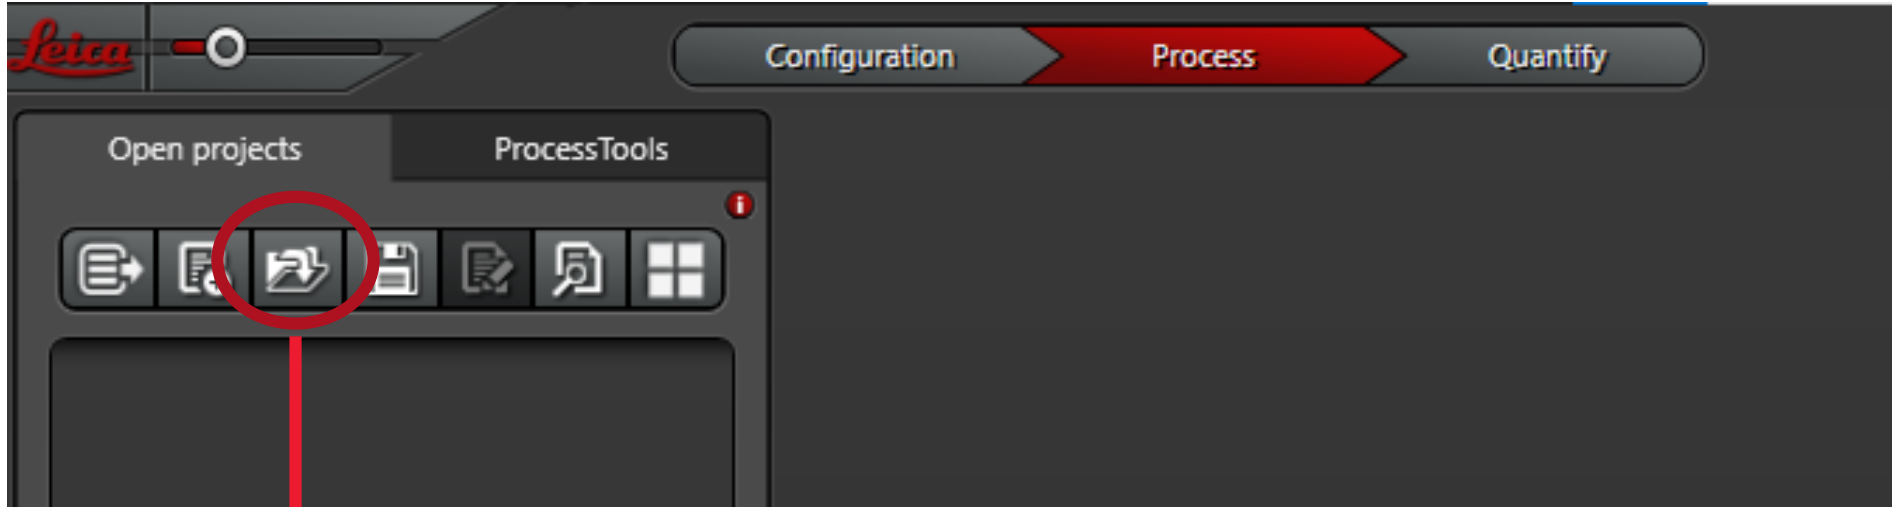 Leica
Configuration Process Quantify
Open projects ProcessTools
i